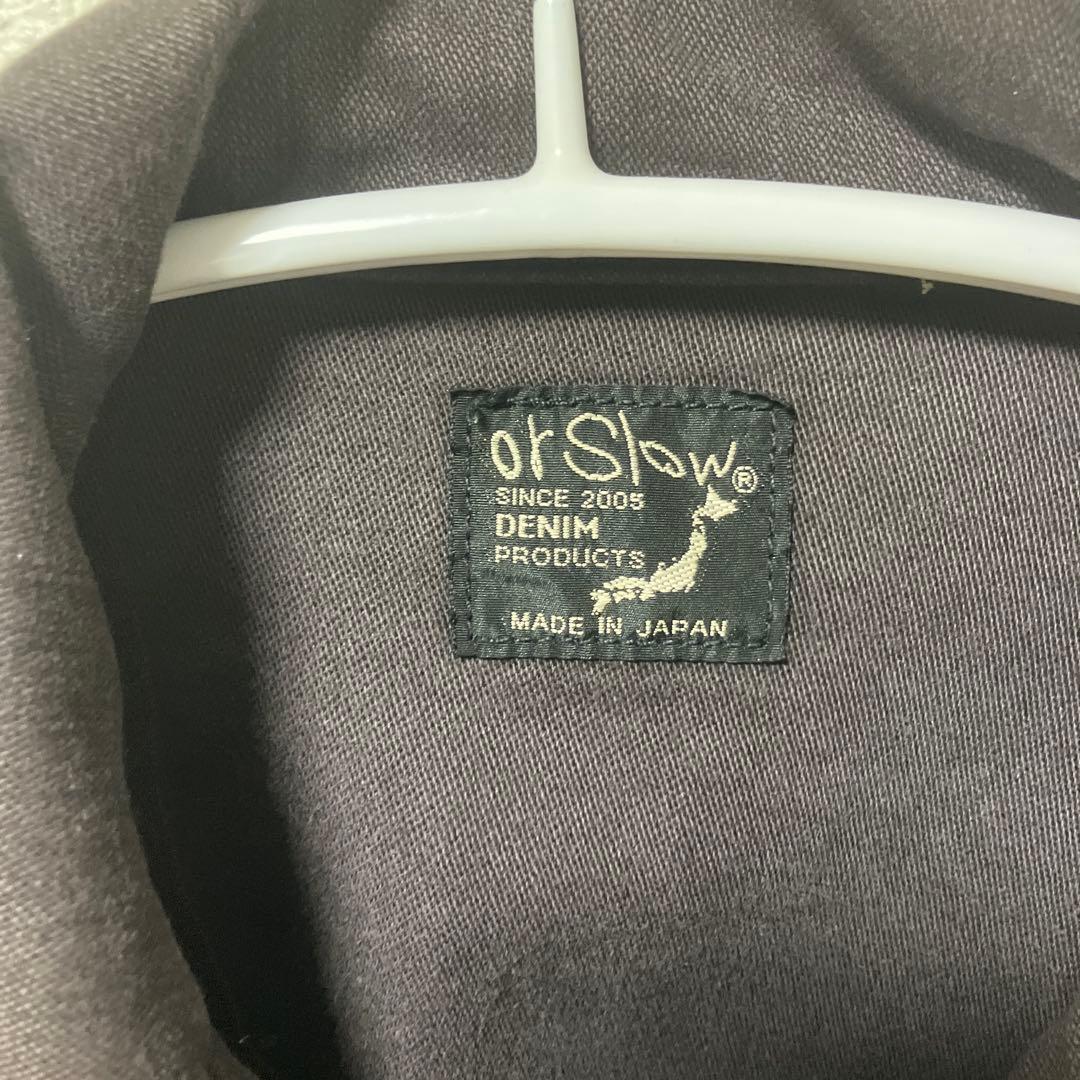 orSlow®
SINCE 2005
DENIM
PRODUCTS
MADE IN JAPAN